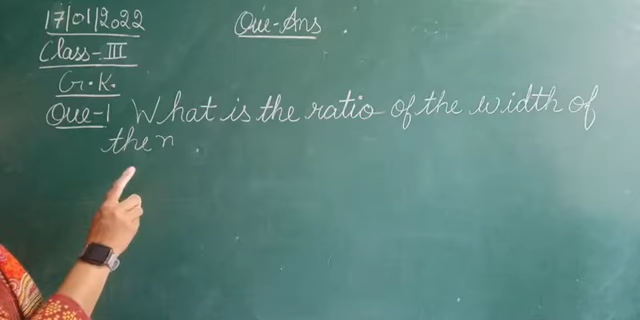 17/01/2022
Que-Ans
Class-III
G.K.
Que-1 What is the ratio of the width of
the n